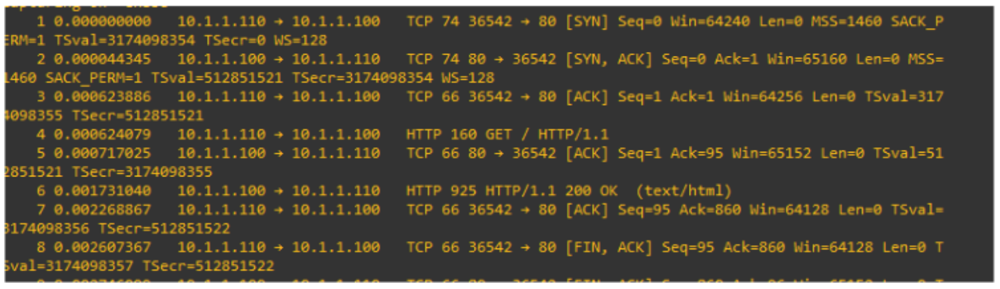 1 0.000000000 10.1.1.110 → 10.1.1.100 TCP 74 36542 → 80 [SYN] Seq=0 Win=64240 Len=0 MSS=1460 SACK_P
ERM=1 TSval=3174098354 TSecr=0 WS=128
2 0.000044345 10.1.1.100 → 10.1.1.110 TCP 74 80 → 36542 [SYN, ACK] Seq=0 Ack=1 Win=65160 Len=0 MSS=
1460 SACK_PERM=1 TSval=512851521 TSecr=3174098354 WS=128
3 0.000623886 10.1.1.110 → 10.1.1.100 TCP 66 36542 → 80 [ACK] Seq=1 Ack=1 Win=64256 Len=0 TSval=317
4098355 TSecr=512851521
4 0.000624079 10.1.1.110 → 10.1.1.100 HTTP 160 GET / HTTP/1.1
5 0.000717025 10.1.1.100 → 10.1.1.110 TCP 66 80 → 36542 [ACK] Seq=1 Ack=95 Win=65152 Len=0 TSval=51
2851521 TSecr=3174098355
6 0.001731040 10.1.1.100 → 10.1.1.110 HTTP 925 HTTP/1.1 200 OK (text/html)
7 0.002268867 10.1.1.110 → 10.1.1.100 TCP 66 36542 → 80 [ACK] Seq=95 Ack=860 Win=64128 Len=0 TSval=
3174098356 TSecr=512851522
8 0.002607367 10.1.1.110 → 10.1.1.100 TCP 66 36542 → 80 [FIN, ACK] Seq=95 Ack=860 Win=64128 Len=0 T
Sval=3174098357 TSecr=512851522